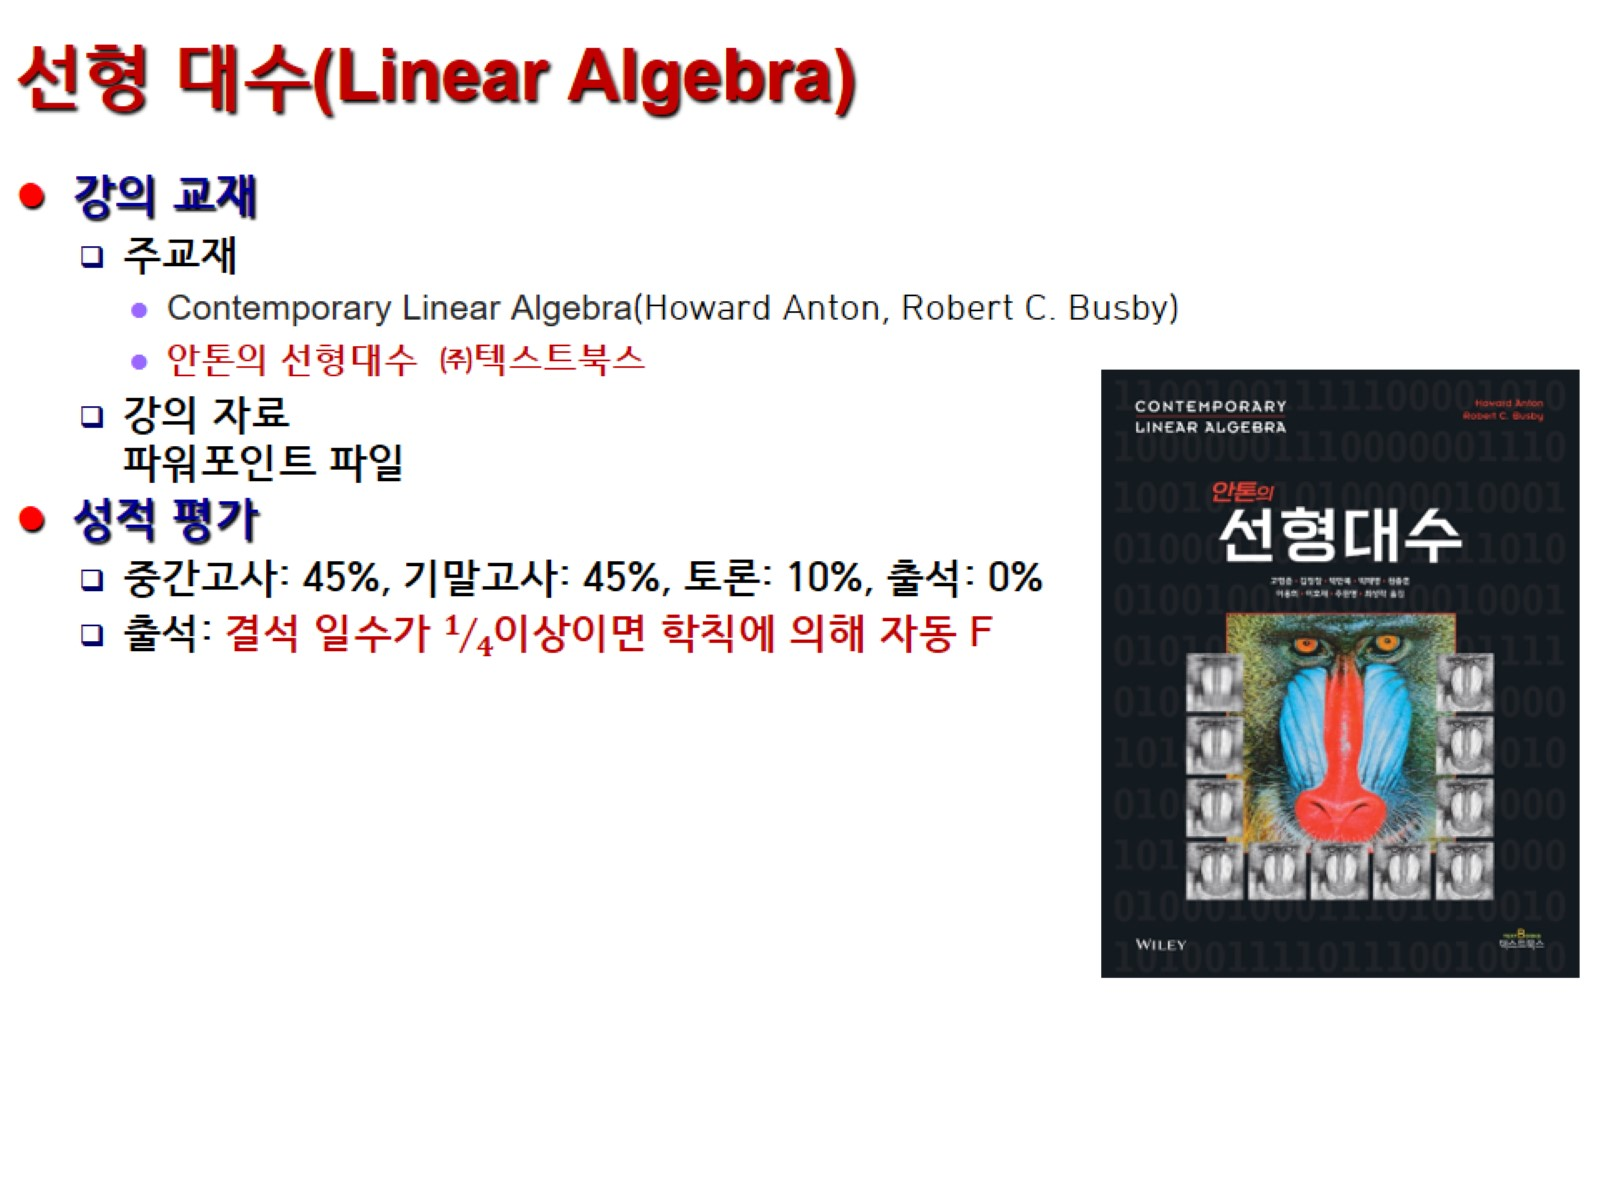 선형 대수(Linear Algebra)
강의 교재
주교재
Contemporary Linear Algebra(Howard Anton, Robert C. Busby)
안톤의 선형대수 ㈜텍스트북스
강의 자료
파워포인트 파일
성적 평가
중간고사: 45%, 기말고사: 45%, 토론: 10%, 출석: 0%
출석: 결석 일수가 1/4이상이면 학칙에 의해 자동 F
CONTEMPORARY
LINEAR ALGEBRA
Howard Anton
Robert C. Busby
안톤의
선형대수
WILEY
텍스트북스